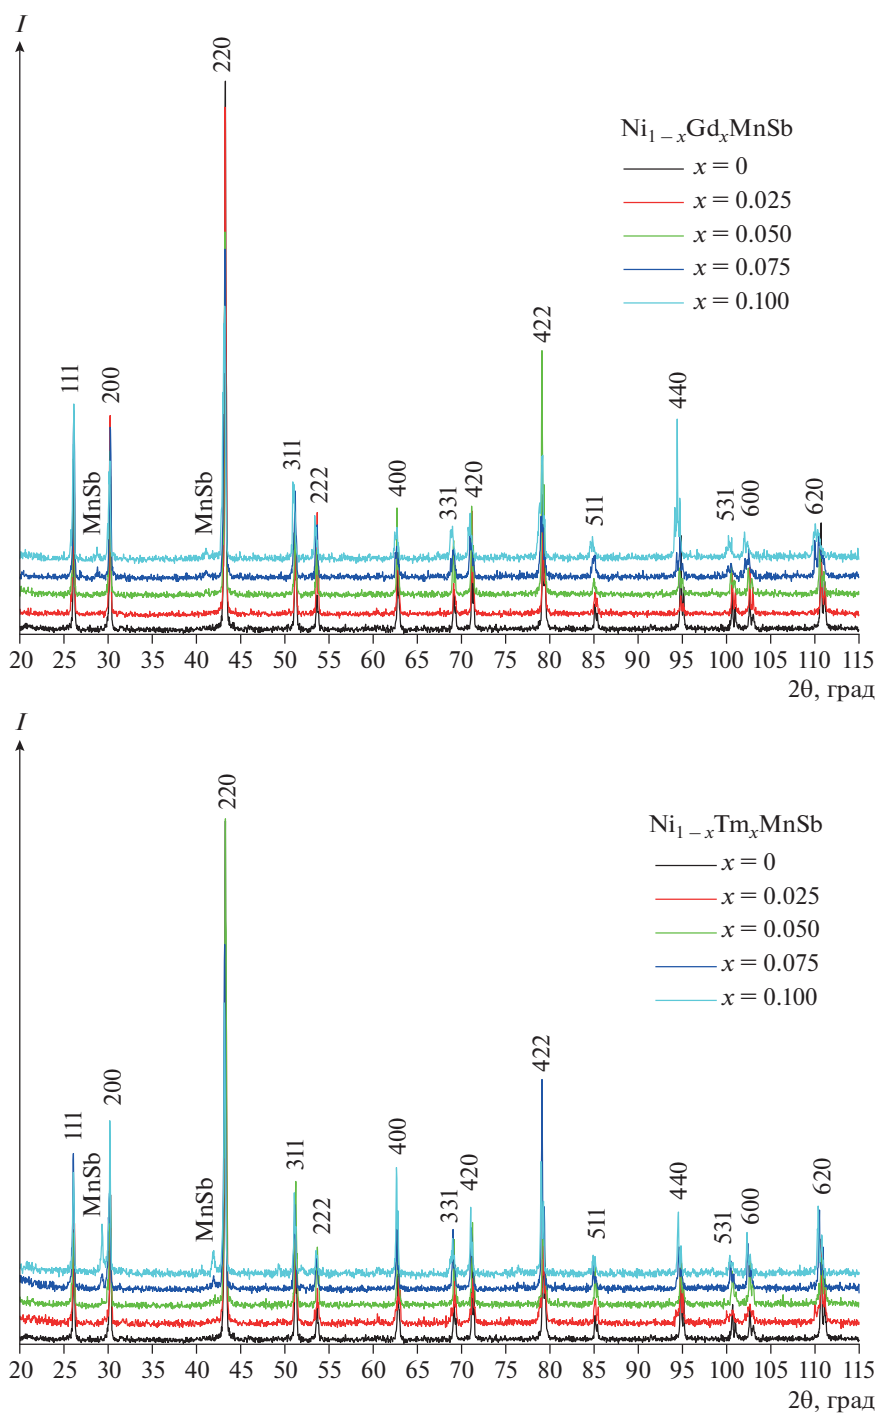 I
220
Ni₁₋ₓGdₓMnSb
x = 0
x = 0.025
x = 0.050
x = 0.075
x = 0.100
111
MnSb
200
MnSb
311
222
400
331
420
422
511
440
531
600
620
20 25 30 35 40 45 50 55 60 65 70 75 80 85 90 95 100 105 110 115
2θ, град
I
220
Ni₁₋ₓTmₓMnSb
x = 0
x = 0.025
x = 0.050
x = 0.075
x = 0.100
111
MnSb
200
MnSb
311
222
400
331
420
422
511
440
531
600
620
20 25 30 35 40 45 50 55 60 65 70 75 80 85 90 95 100 105 110 115
2θ, град